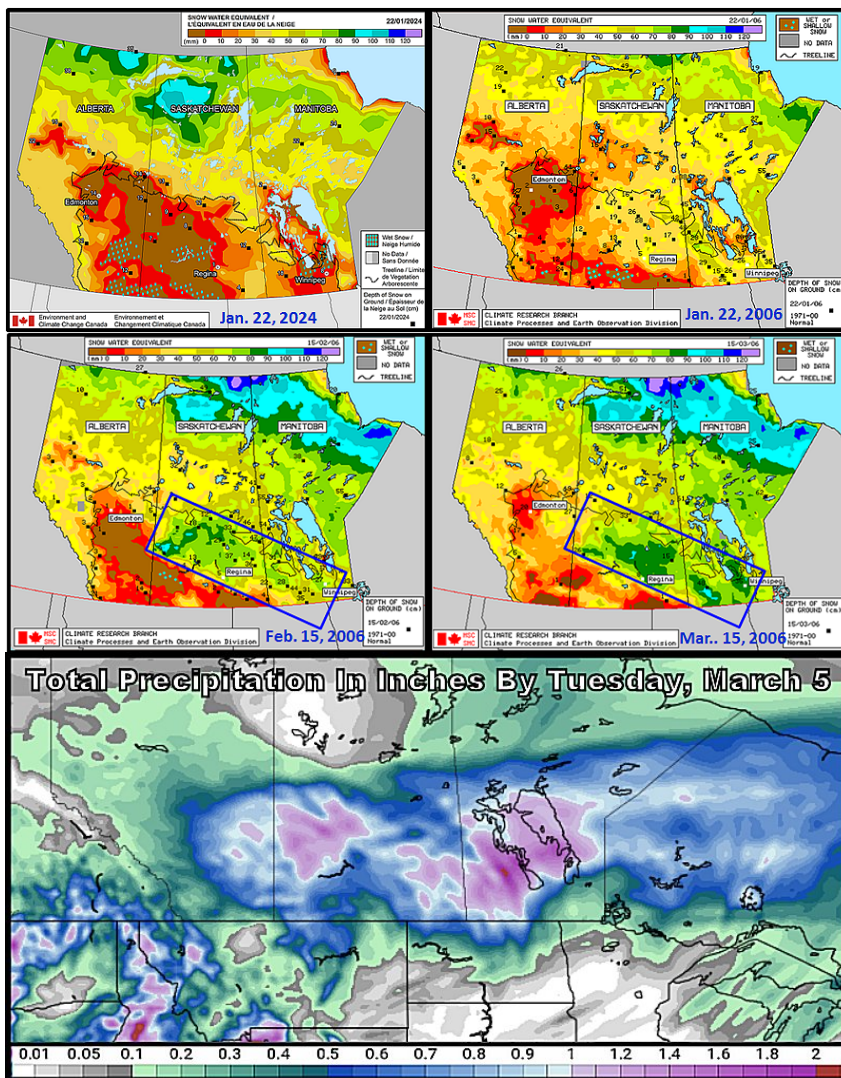 SNOW WATER EQUIVALENT /
L'ÉQUIVALENT EN EAU DE LA NEIGE
22/01/2024
(mm) 0 10 20 30 40 50 60 70 80 90 100 110 120
ALBERTA
SASKATCHEWAN
MANITOBA
Edmonton
Regina
Winnipeg
Wet Snow /
Neige Humide
No Data /
Sans Donnée
Treeline / Limite
de Vegetation
Arborescente
Depth of Snow on
Ground / Épaisseur de
la Neige au Sol (cm)
22/01/2024
Environment and
Climate Change Canada
Environnement et
Changement Climatique Canada
Jan. 22, 2024
SNOW WATER EQUIVALENT
22/01/06
(mm) 0 10 20 30 40 50 60 70 80 90 100 110 120
WET or
SHALLOW
SNOW
NO DATA
TREELINE
ALBERTA
SASKATCHEWAN
MANITOBA
Edmonton
Regina
Winnipeg
DEPTH OF SNOW
ON GROUND (cm)
22/01/06
1971-00
Normal
MSC
SMC
CLIMATE RESEARCH BRANCH
Climate Processes and Earth Observation Division
Jan. 22, 2006
SNOW WATER EQUIVALENT
15/02/06
(mm) 0 10 20 30 40 50 60 70 80 90 100 110 120
WET or
SHALLOW
SNOW
NO DATA
TREELINE
ALBERTA
SASKATCHEWAN
MANITOBA
Edmonton
Regina
Winnipeg
DEPTH OF SNOW
ON GROUND (cm)
15/02/06
1971-00
Normal
MSC
SMC
CLIMATE RESEARCH BRANCH
Climate Processes and Earth Observation Division
Feb. 15, 2006
SNOW WATER EQUIVALENT
15/03/06
(mm) 0 10 20 30 40 50 60 70 80 90 100 110 120
WET or
SHALLOW
SNOW
NO DATA
TREELINE
ALBERTA
SASKATCHEWAN
MANITOBA
Edmonton
Regina
Winnipeg
DEPTH OF SNOW
ON GROUND (cm)
15/03/06
1971-00
Normal
MSC
SMC
CLIMATE RESEARCH BRANCH
Climate Processes and Earth Observation Division
Mar.. 15, 2006
Total Precipitation In Inches By Tuesday, March 5
0.01 0.05 0.1 0.2 0.3 0.4 0.5 0.6 0.7 0.8 0.9 1 1.2 1.4 1.6 1.8 2